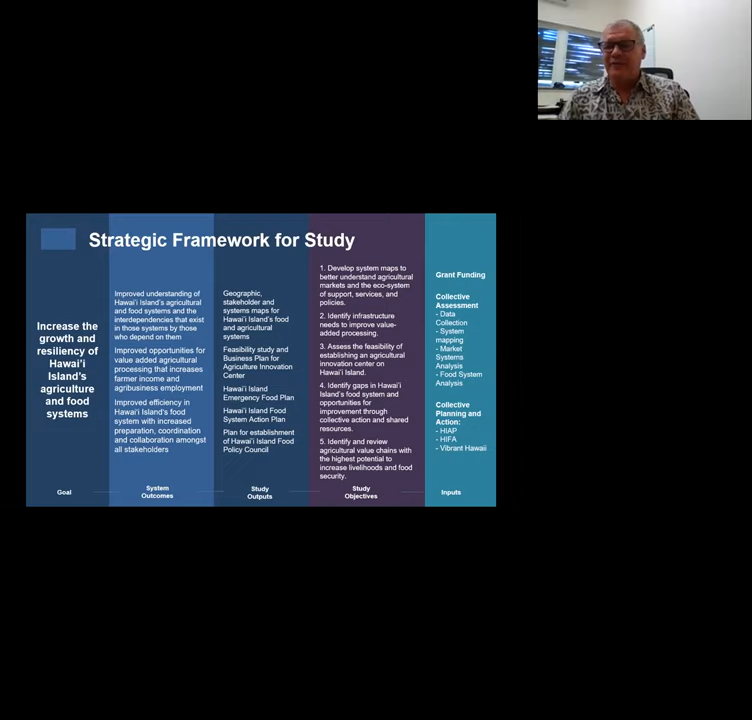 Strategic Framework for Study
Increase the
growth and
resiliency of
Hawai'i
Island's
agriculture
and food
systems
Goal
Improved understanding of
Hawai'i Island's agricultural
and food systems and the
interdependencies that exist
in those systems by those
who depend on them
Improved opportunities for
value added agricultural
processing that increases
farmer income and
agribusiness employment
Improved efficiency in
Hawai'i Island's food
system with increased
preparation, coordination
and collaboration amongst
all stakeholders
System
Outcomes
Geographic,
stakeholder and
systems maps for
Hawai'i Island's food
and agricultural
systems
Feasibility study and
Business Plan for
Agriculture Innovation
Center
Hawai'i Island
Emergency Food Plan
Hawai'i Island Food
System Action Plan
Plan for establishment
of Hawai'i Island Food
Policy Council
Study
Outputs
1. Develop system maps to
better understand agricultural
markets and the eco-system
of support, services, and
policies.
2. Identify infrastructure
needs to improve value-
added processing.
3. Assess the feasibility of
establishing an agricultural
innovation center on
Hawai'i Island.
4. Identify gaps in Hawai'i
Island's food system and
opportunities for
improvement through
collective action and shared
resources.
5. Identify and review
agricultural value chains with
the highest potential to
increase livelihoods and food
security.
Study
Objectives
Grant Funding
Collective
Assessment
- Data
Collection
- System
mapping
- Market
Systems
Analysis
- Food System
Analysis
Collective
Planning and
Action:
- HIAP
- HIFA
- Vibrant Hawaii
Inputs